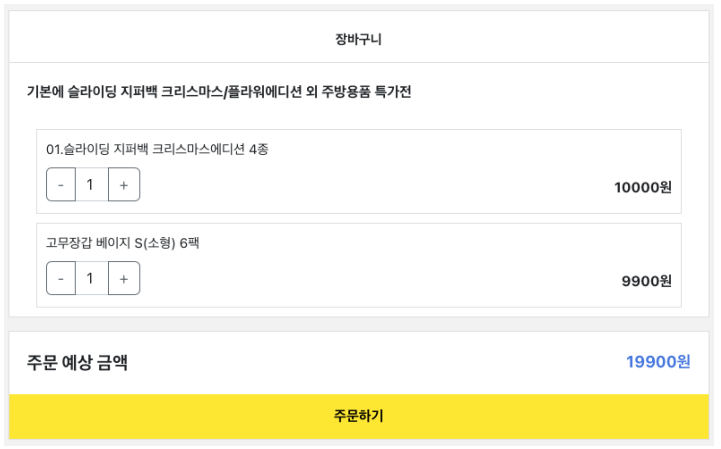 장바구니
기본에 슬라이딩 지퍼백 크리스마스/플라워에디션 외 주방용품 특가전
01.슬라이딩 지퍼백 크리스마스에디션 4종
- 1 +
10000원
고무장갑 베이지 S(소형) 6팩
- 1 +
9900원
주문 예상 금액 19900원
주문하기